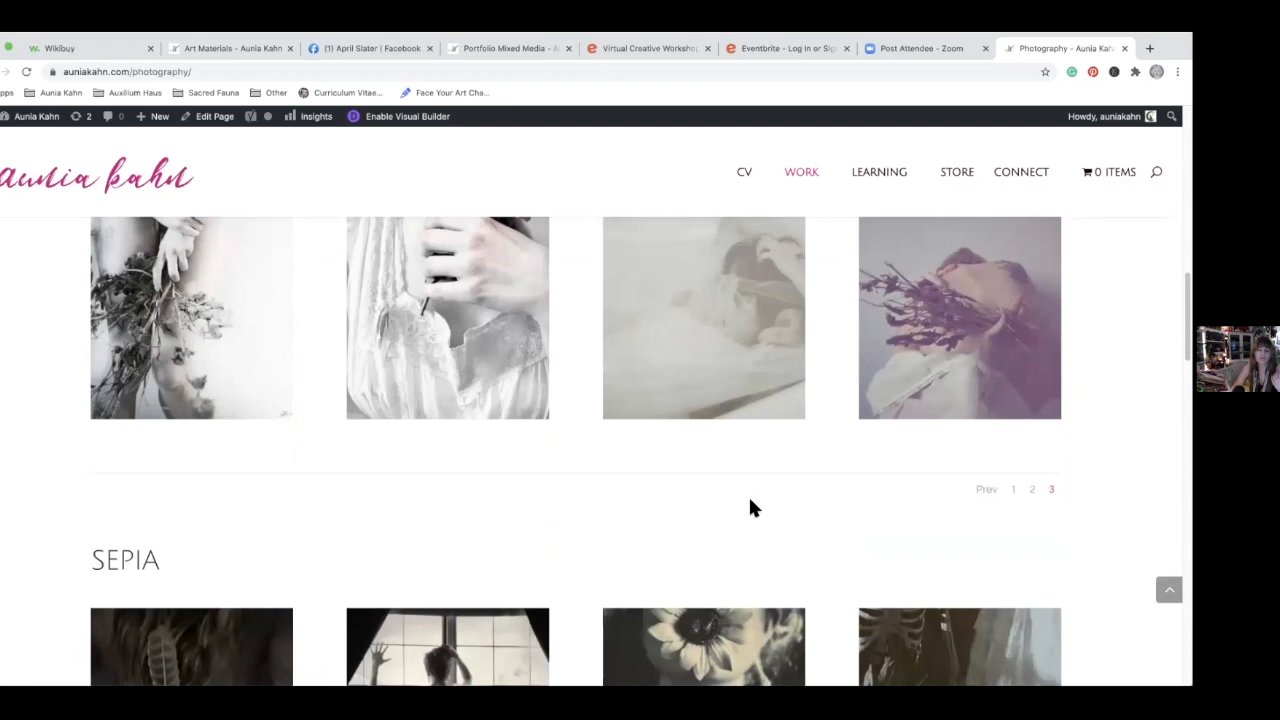 Wikibuy
Art Materials - Aunia Kahn
(1) April Slater | Facebook
Portfolio Mixed Media - A
Virtual Creative Workshop
Eventbrite - Log In or Sig
Post Attendee - Zoom
Photography - Aunia Kah
auniakahn.com/photography/
pps Aunia Kahn Auxilium Haus Sacred Fauna Other Curriculum Vitae... Face Your Art Cha...
Aunia Kahn 2 0 New Edit Page Insights Enable Visual Builder Howdy, auniakahn
aunia kahn CV WORK LEARNING STORE CONNECT 0 ITEMS
Prev 1 2 3
SEPIA